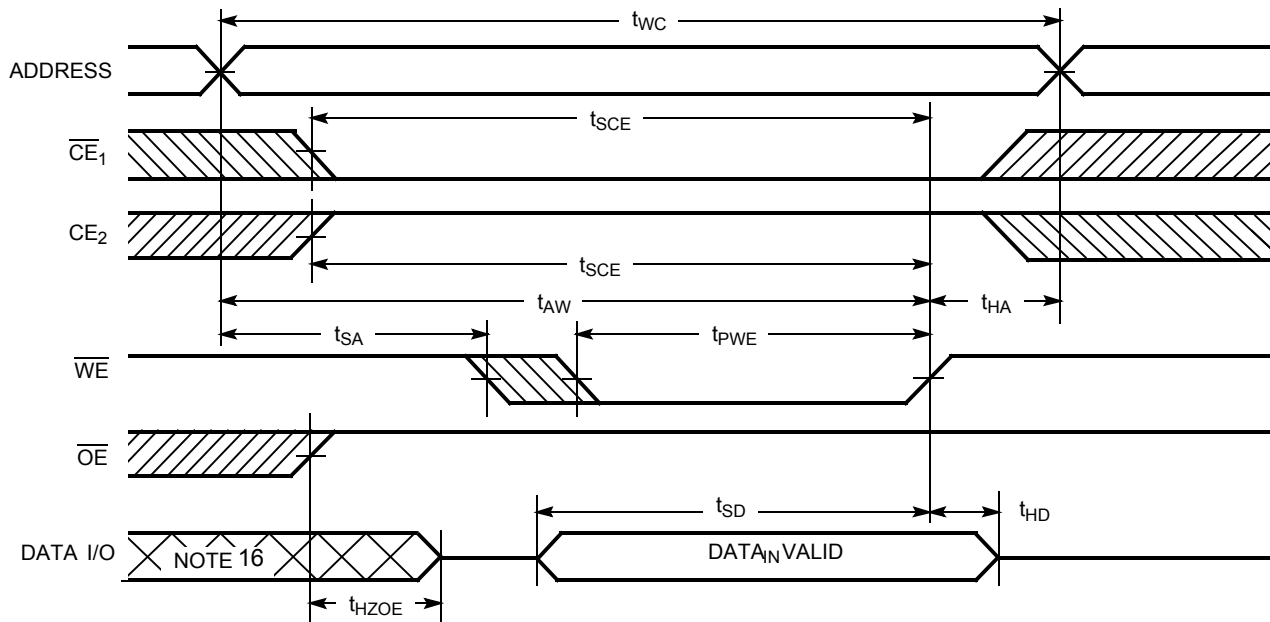 tWC
ADDRESS
tSCE
CE1
CE2
tSCE
tAW
tHA
tSA
tPWE
WE
OE
tSD
tHD
DATA I/O
NOTE 16
DATAIN VALID
tHZOE